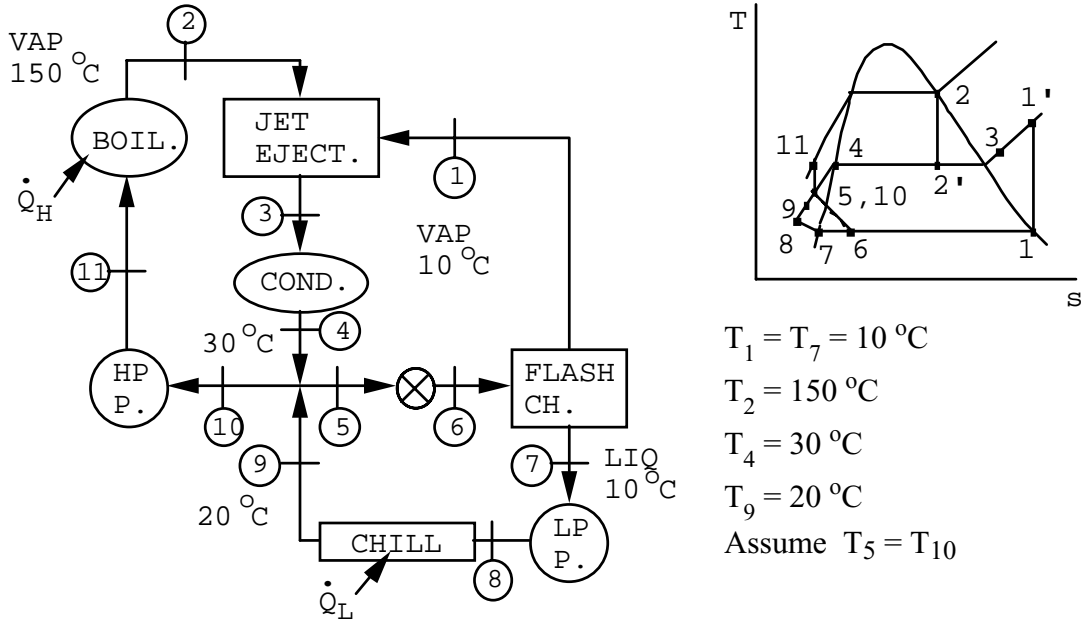 2
VAP
150 °C
BOIL.
Q̇H
JET
EJECT.
1
VAP
10 °C
3
COND.
11
30 °C
4
HP
P.
10
5
6
FLASH
CH.
9
20 °C
7
LIQ
10 °C
CHILL
8
LP
P.
Q̇L
T
2
1'
3
11
4
2'
5,10
9
8
7
6
1
s
T1 = T7 = 10 °C
T2 = 150 °C
T4 = 30 °C
T9 = 20 °C
Assume T5 = T10